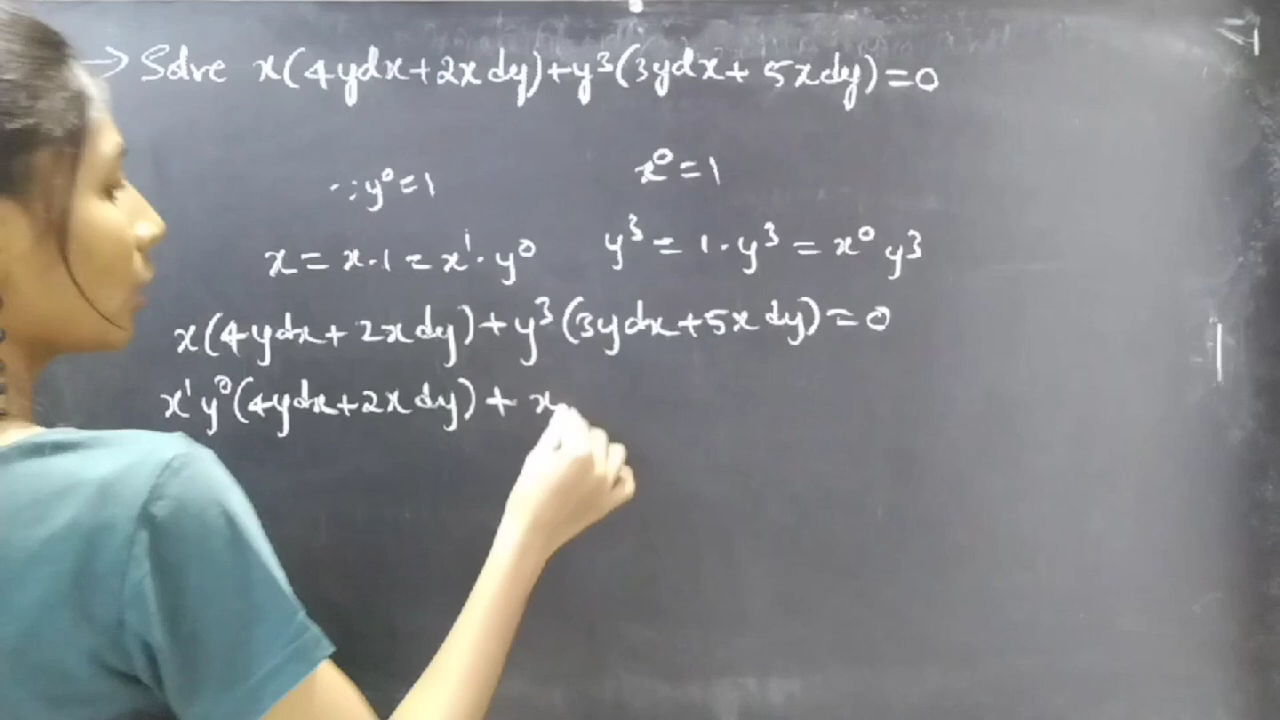 → Solve x(4ydx+2xdy)+y³(3ydx+5xdy)=0
∵ y⁰=1 x⁰=1
x=x·1=x¹·y⁰ y³=1·y³=x⁰y³
x(4ydx+2xdy)+y³(3ydx+5xdy)=0
x¹y⁰(4ydx+2xdy)+x